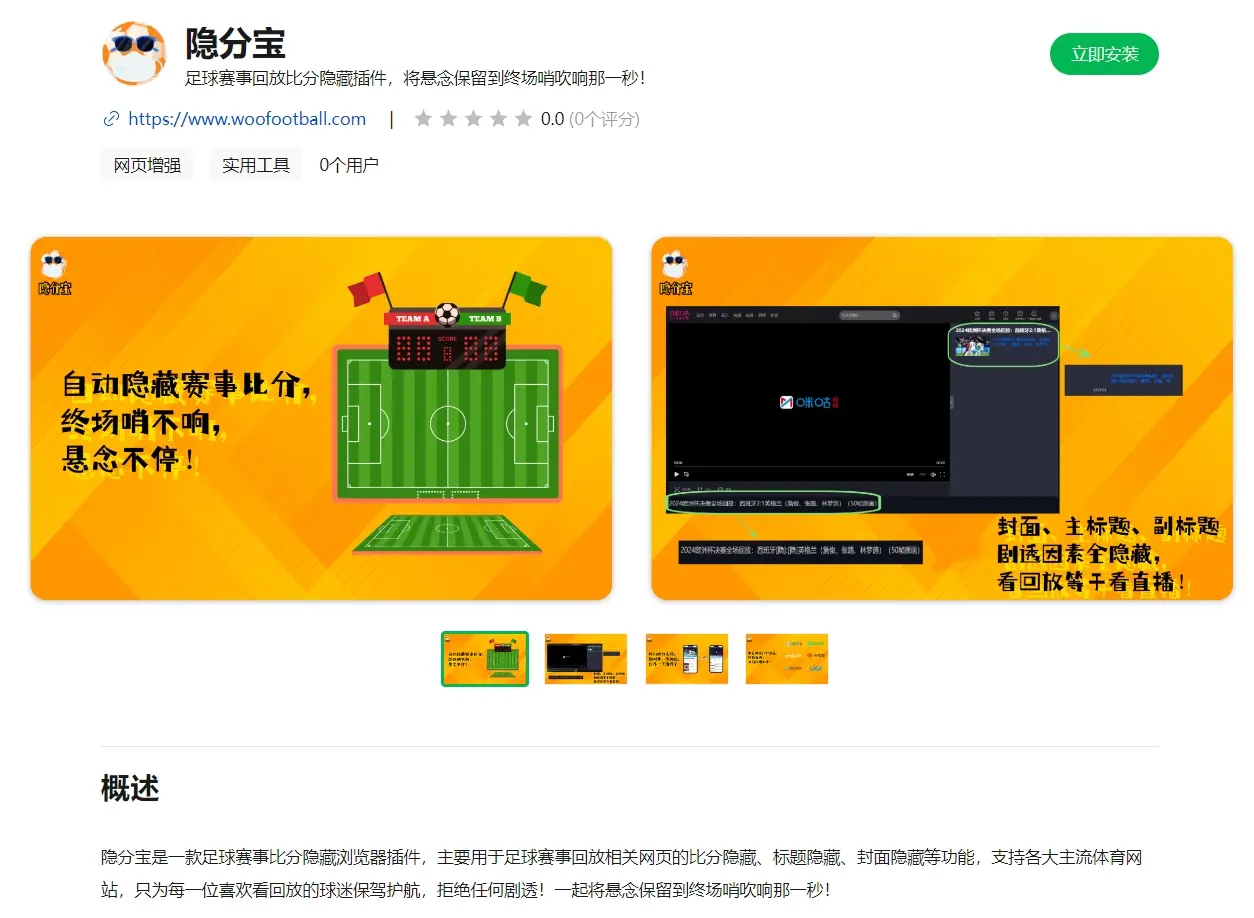 隐分宝
足球赛事回放比分隐藏插件，将悬念保留到终场哨吹响那一秒！
立即安装
https://www.woofootball.com | 0.0 (0个评分)
网页增强 实用工具 0个用户
隐分宝
TEAM A TEAM B
SCORE
自动隐藏赛事比分，
终场哨不响，
悬念不停！
隐分宝
2024欧洲杯决赛全场回放：西班牙2:1英格...
咪咕
2024欧洲杯决赛全场回放：西班牙2:1英格兰（詹俊、张路、林梦鸽）（50帧原画）
2024欧洲杯决赛全场回放：西班牙[隐]:[隐]英格兰（詹俊、张路、林梦鸽）（50帧原画）
封面、主标题、副标题
剧透因素全隐藏，
看回放等于看直播！
概述
隐分宝是一款足球赛事比分隐藏浏览器插件，主要用于足球赛事回放相关网页的比分隐藏、标题隐藏、封面隐藏等功能，支持各大主流体育网
站，只为每一位喜欢看回放的球迷保驾护航，拒绝任何剧透！一起将悬念保留到终场哨吹响那一秒！